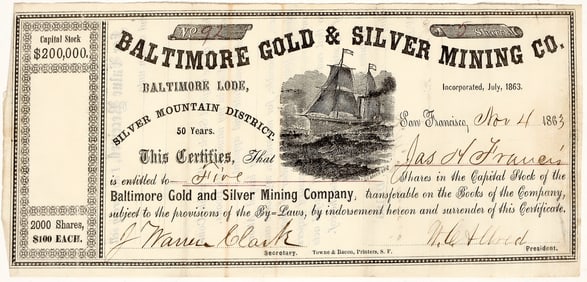 Capital Stock
$200,000.
No 92
5 Shares
BALTIMORE GOLD & SILVER MINING CO.
BALTIMORE LODE,
SILVER MOUNTAIN DISTRICT.
50 Years.
Incorporated, July, 1863.
San Francisco, Nov 4 1863
This Certifies, That Jas H Francis
is entitled to Five Shares in the Capital Stock of the
Baltimore Gold and Silver Mining Company, transferable on the Books of the Company,
subject to the provisions of the By=Laws, by indorsement hereon and surrender of this Certificate.
2000 Shares,
$100 EACH.
J Warren Clark
Secretary.
Towne & Bacon, Printers, S. F.
President.